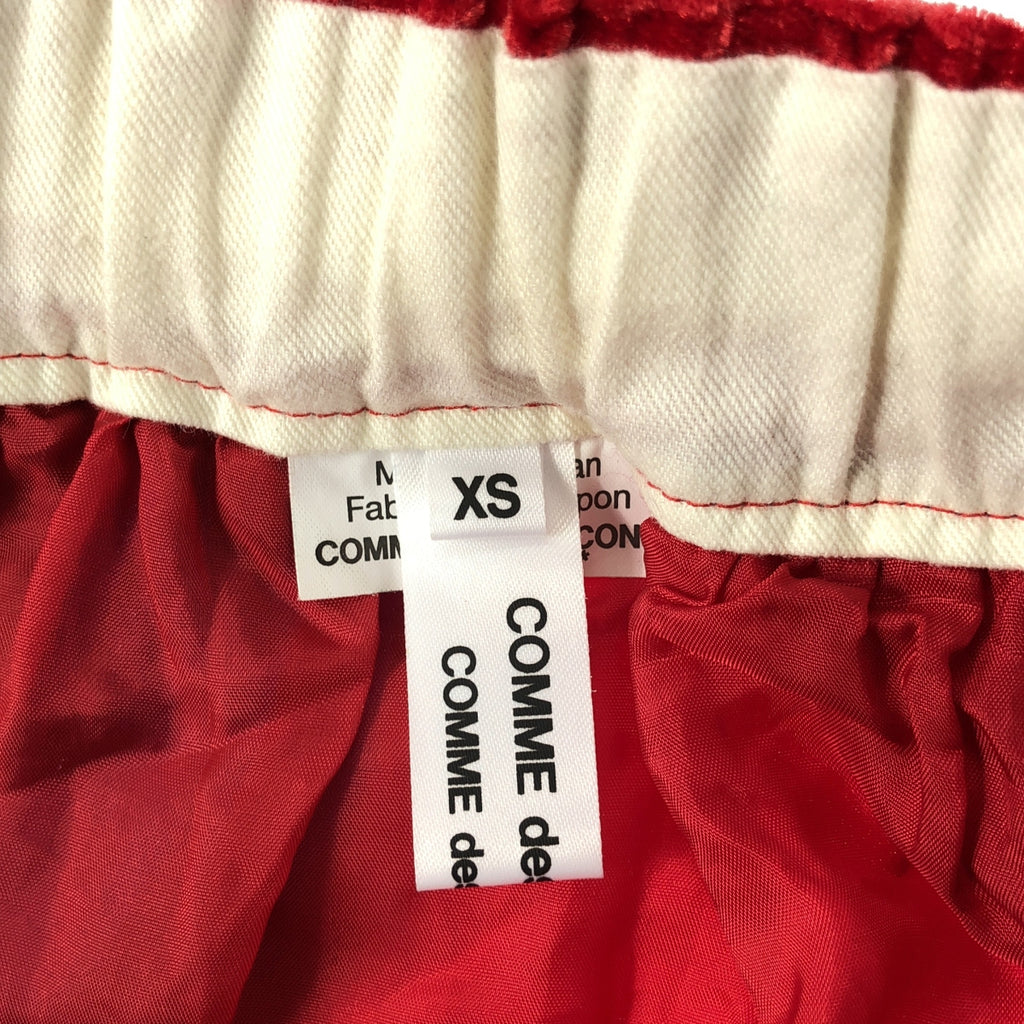 XS
an
Fab
pon
COMM
CON
COMME des
COMME des